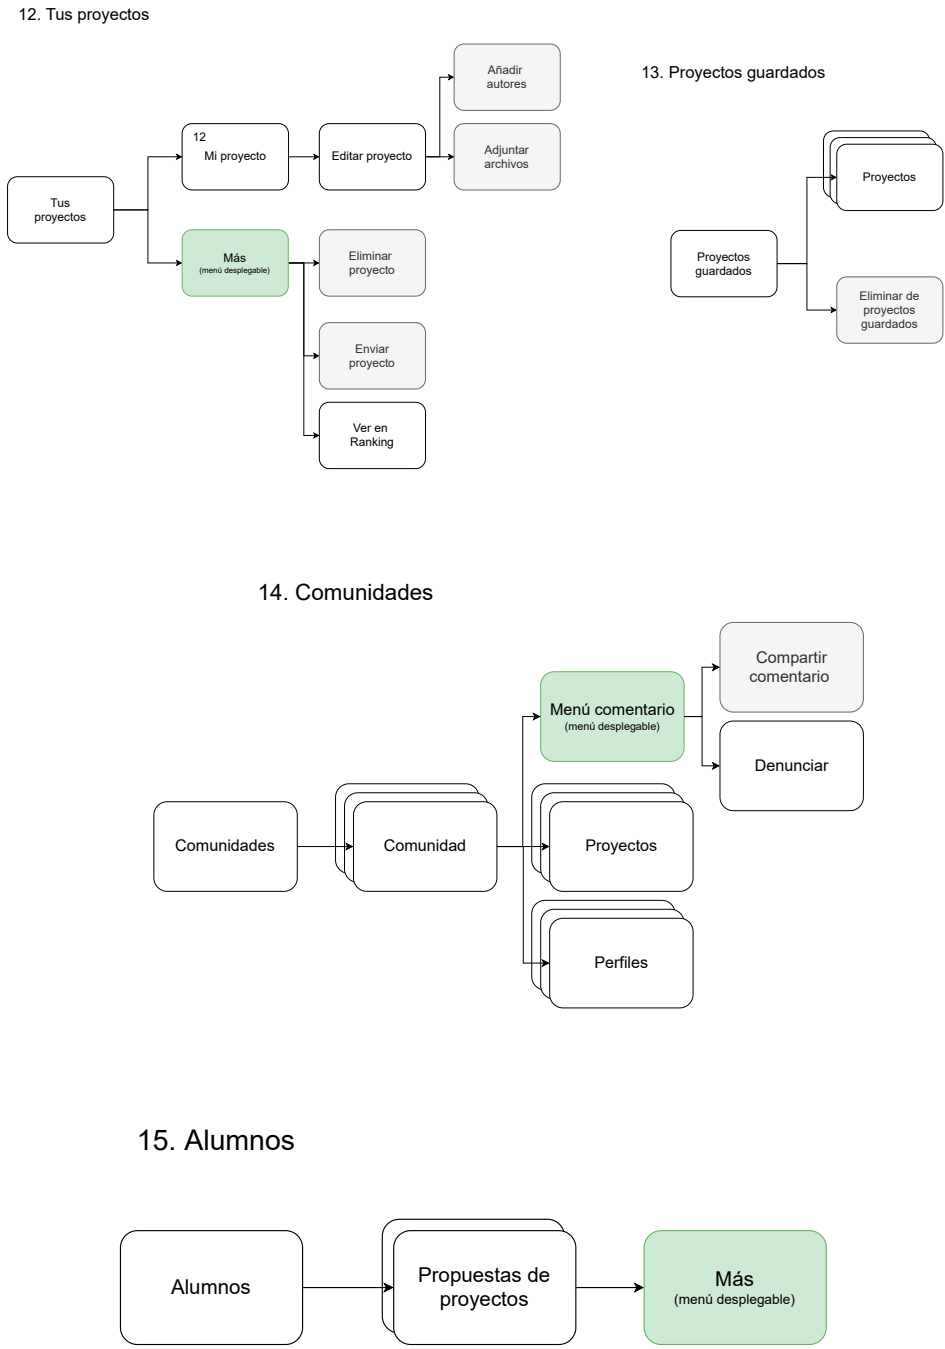 12. Tus proyectos
Añadir
autores
12
Mi proyecto
Editar proyecto
Adjuntar
archivos
Tus
proyectos
Más
(menú desplegable)
Eliminar
proyecto
Enviar
proyecto
Ver en
Ranking
13. Proyectos guardados
Proyectos
Proyectos
guardados
Eliminar de
proyectos
guardados
14. Comunidades
Compartir
comentario
Menú comentario
(menú desplegable)
Denunciar
Comunidades
Comunidad
Proyectos
Perfiles
15. Alumnos
Alumnos
Propuestas de
proyectos
Más
(menú desplegable)